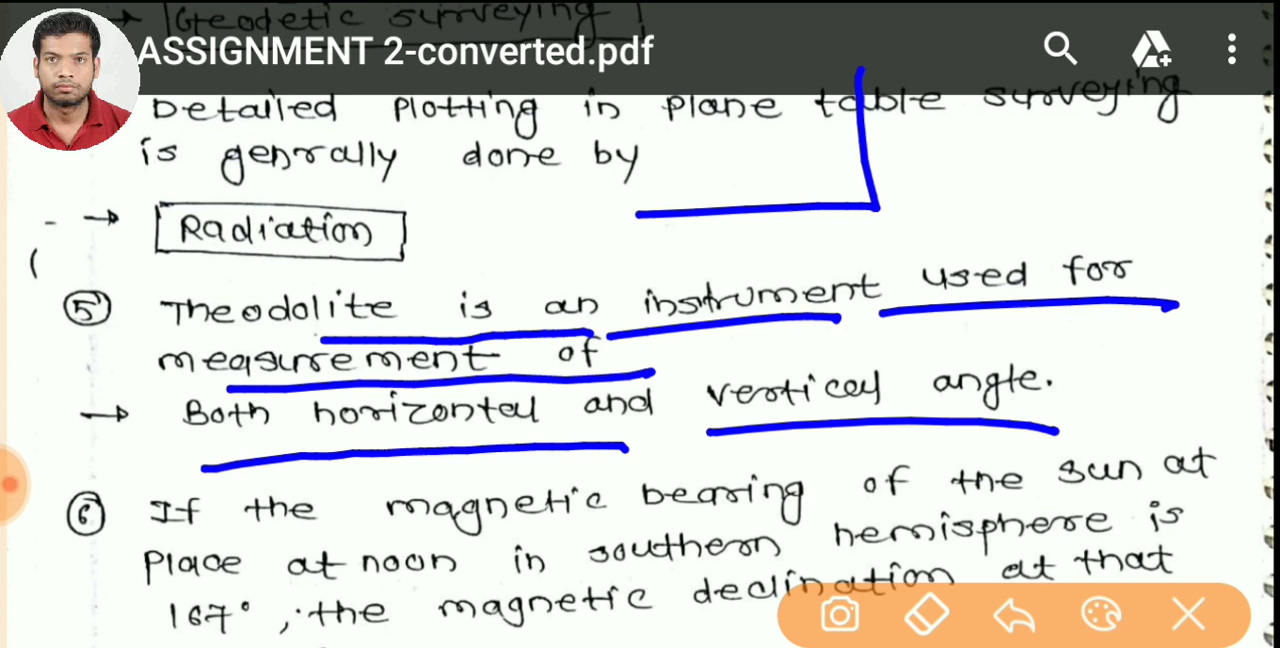 Geodetic surveying
ASSIGNMENT 2-converted.pdf
Detailed Plotting in Plane table surveying
is genrally done by
Radiation
5 Theodolite is an instrument used for
measurement of
Both horizontal and vertical angle.
6 If the magnetic bearing of the sun at
Place at noon in southern hemisphere is
167°, the magnetic declination at that